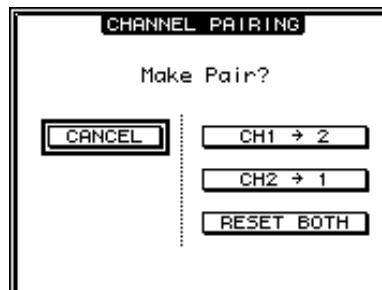 CHANNEL PAIRING
Make Pair?
CANCEL
CH1 → 2
CH2 → 1
RESET BOTH